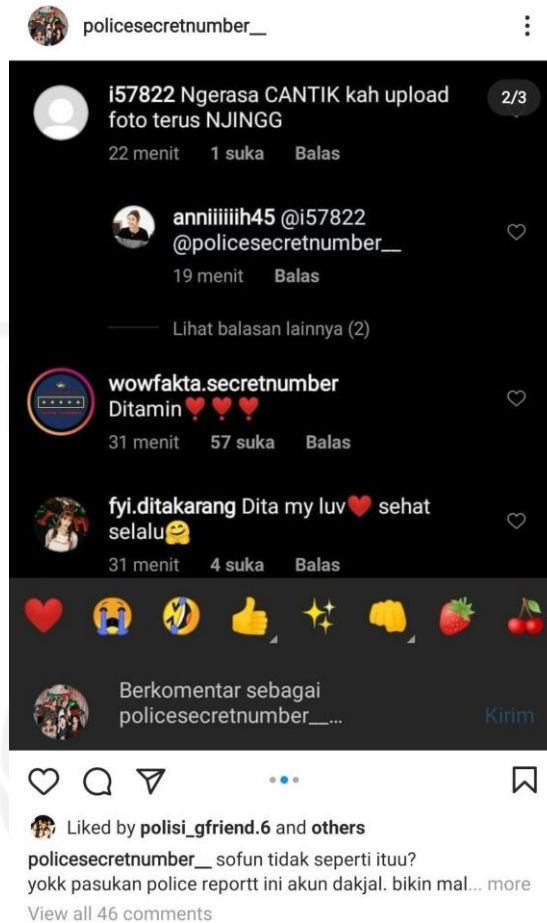 policesecretnumber__
i57822 Ngerasa CANTIK kah upload
foto terus NJINGG
2/3
22 menit 1 suka Balas
anniiiiiih45 @i57822
@policesecretnumber__
19 menit Balas
Lihat balasan lainnya (2)
wowfakta.secretnumber
Ditamin❣️❣️❣️
31 menit 57 suka Balas
fyi.ditakarang Dita my luv❤️ sehat
selalu🤗
31 menit 4 suka Balas
Berkomentar sebagai
policesecretnumber__...
Kirim
Liked by polisi_gfriend.6 and others
policesecretnumber__ sofun tidak seperti ituu?
yokk pasukan police reportt ini akun dakjal. bikin mal... more
View all 46 comments